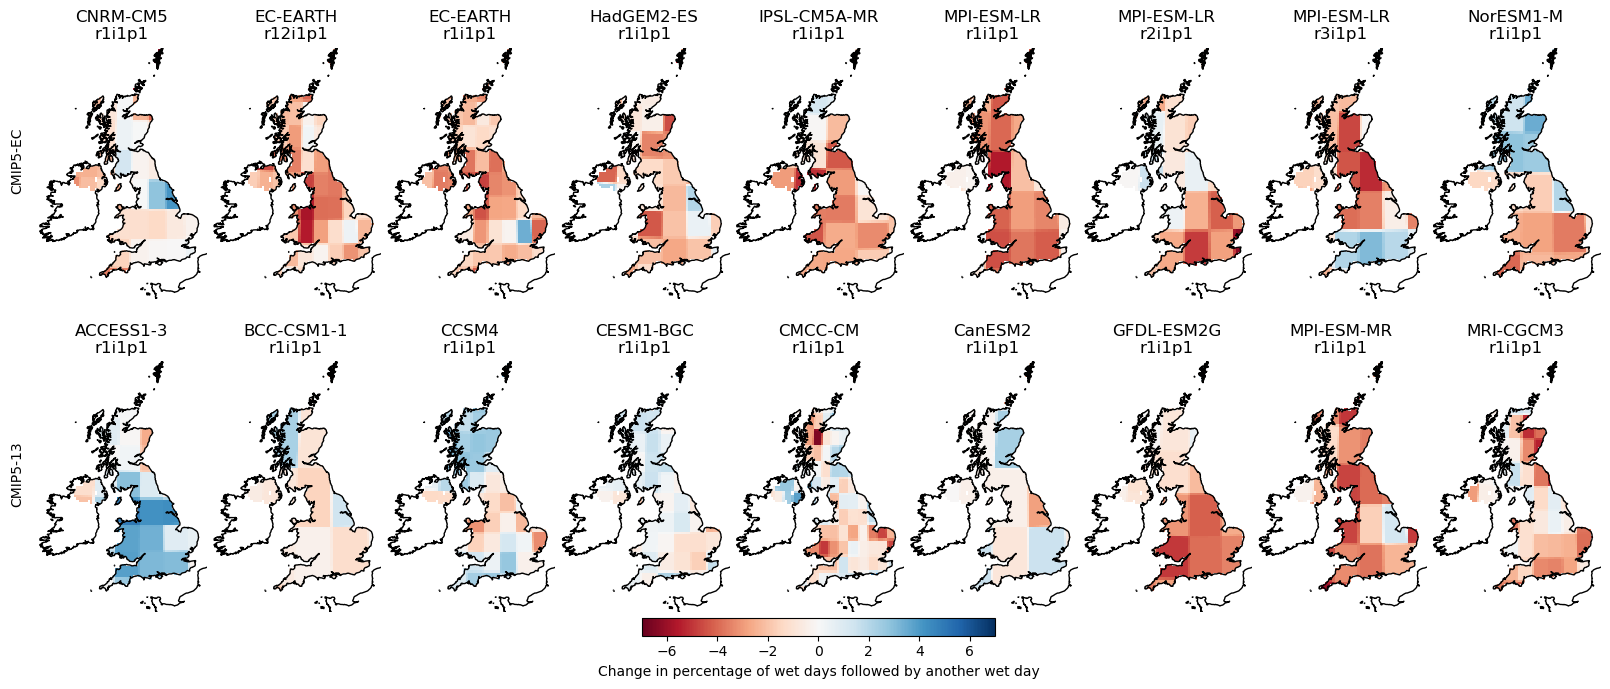 CNRM-CM5 EC-EARTH EC-EARTH HadGEM2-ES IPSL-CM5A-MR MPI-ESM-LR MPI-ESM-LR MPI-ESM-LR NorESM1-M
r1i1p1 r12i1p1 r1i1p1 r1i1p1 r1i1p1 r1i1p1 r2i1p1 r3i1p1 r1i1p1
CMIP5-EC
ACCESS1-3 BCC-CSM1-1 CCSM4 CESM1-BGC CMCC-CM CanESM2 GFDL-ESM2G MPI-ESM-MR MRI-CGCM3
r1i1p1 r1i1p1 r1i1p1 r1i1p1 r1i1p1 r1i1p1 r1i1p1 r1i1p1 r1i1p1
CMIP5-13
−6 −4 −2 0 2 4 6
Change in percentage of wet days followed by another wet day